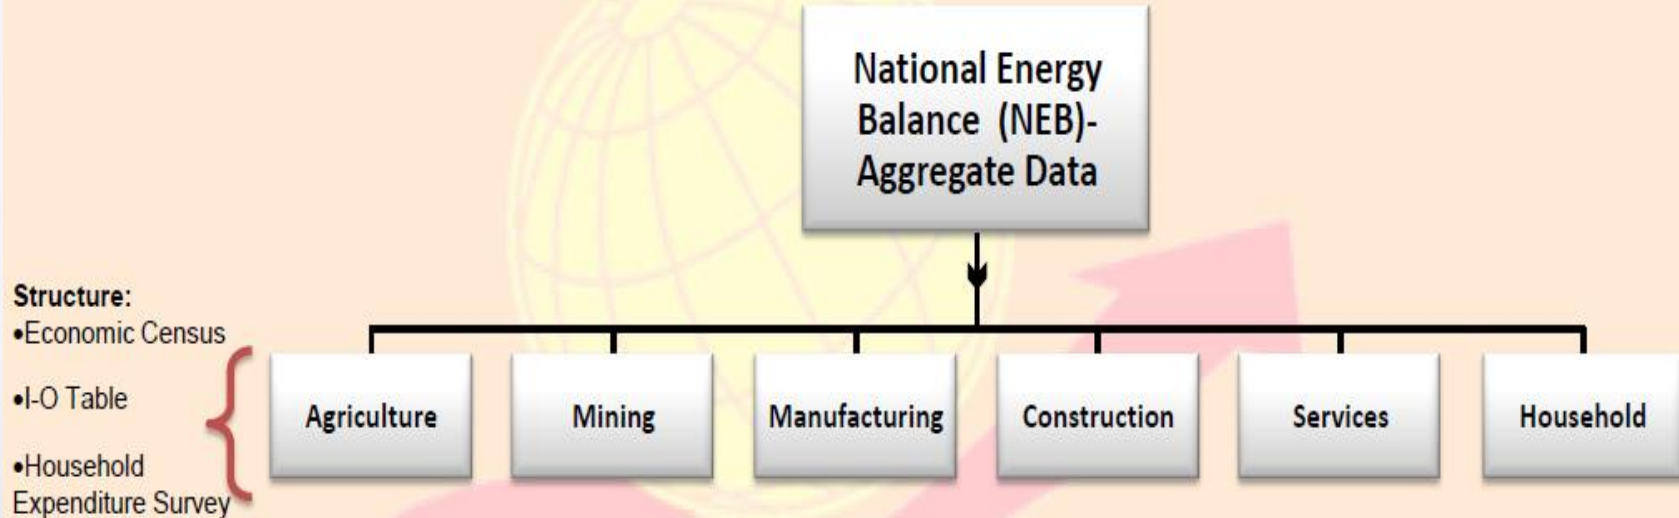 National Energy
Balance (NEB)-
Aggregate Data
Structure:
•Economic Census
•I-O Table
•Household
Expenditure Survey
Agriculture
Mining
Manufacturing
Construction
Services
Household